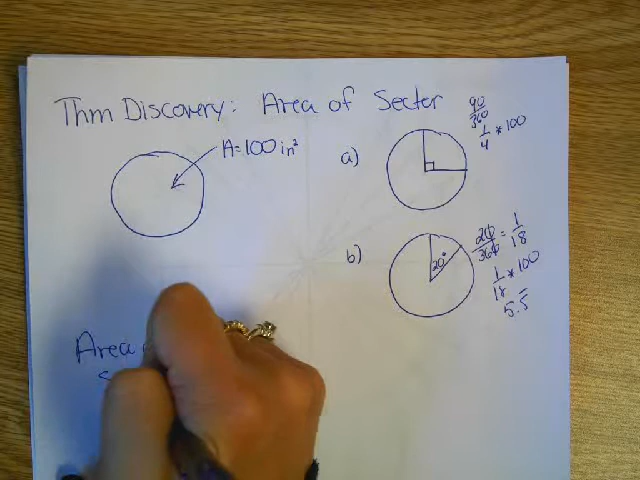 Thm Discovery: Area of Sector
A=100 in²
a)
90
360
1
4 * 100
b)
20°
20 = 1
360 18
1 * 100
18
5.5̅
Area